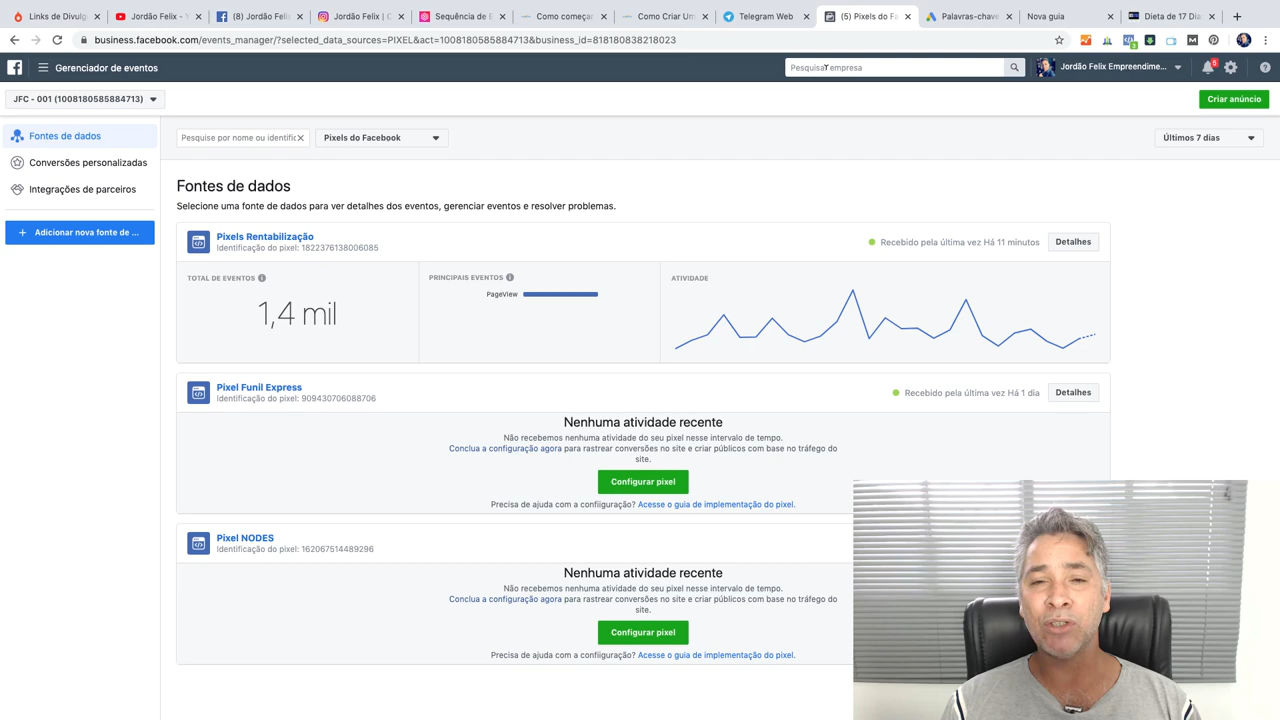 Links de Divulg
Jordão Felix - Y
(8) Jordão Felix
Jordão Felix | C
Sequência de E
Como começar
Como Criar Um
Telegram Web
(5) Pixels do Fa
Palavras-chave
Nova guia
Dieta de 17 Dia
business.facebook.com/events_manager/?selected_data_sources=PIXEL&act=1008180585884713&business_id=818180838218023
Gerenciador de eventos
Pesquisar empresa
Jordão Felix Empreendime...
JFC - 001 (1008180585884713)
Criar anúncio
Fontes de dados
Conversões personalizadas
Integrações de parceiros
+ Adicionar nova fonte de ...
Pesquise por nome ou identific
Pixels do Facebook
Últimos 7 dias
Fontes de dados
Selecione uma fonte de dados para ver detalhes dos eventos, gerenciar eventos e resolver problemas.
Pixels Rentabilização
Identificação do pixel: 1822376138006085
Recebido pela última vez Há 11 minutos
Detalhes
TOTAL DE EVENTOS
PRINCIPAIS EVENTOS
ATIVIDADE
PageView
1,4 mil
Pixel Funil Express
Identificação do pixel: 909430706088706
Recebido pela última vez Há 1 dia
Detalhes
Nenhuma atividade recente
Não recebemos nenhuma atividade do seu pixel nesse intervalo de tempo.
Conclua a configuração agora para rastrear conversões no site e criar públicos com base no tráfego do
site.
Configurar pixel
Precisa de ajuda com a configuração? Acesse o guia de implementação do pixel.
Pixel NODES
Identificação do pixel: 162067514489296
Nenhuma atividade recente
Não recebemos nenhuma atividade do seu pixel nesse intervalo de tempo.
Conclua a configuração agora para rastrear conversões no site e criar públicos com base no tráfego do
site.
Configurar pixel
Precisa de ajuda com a configuração? Acesse o guia de implementação do pixel.